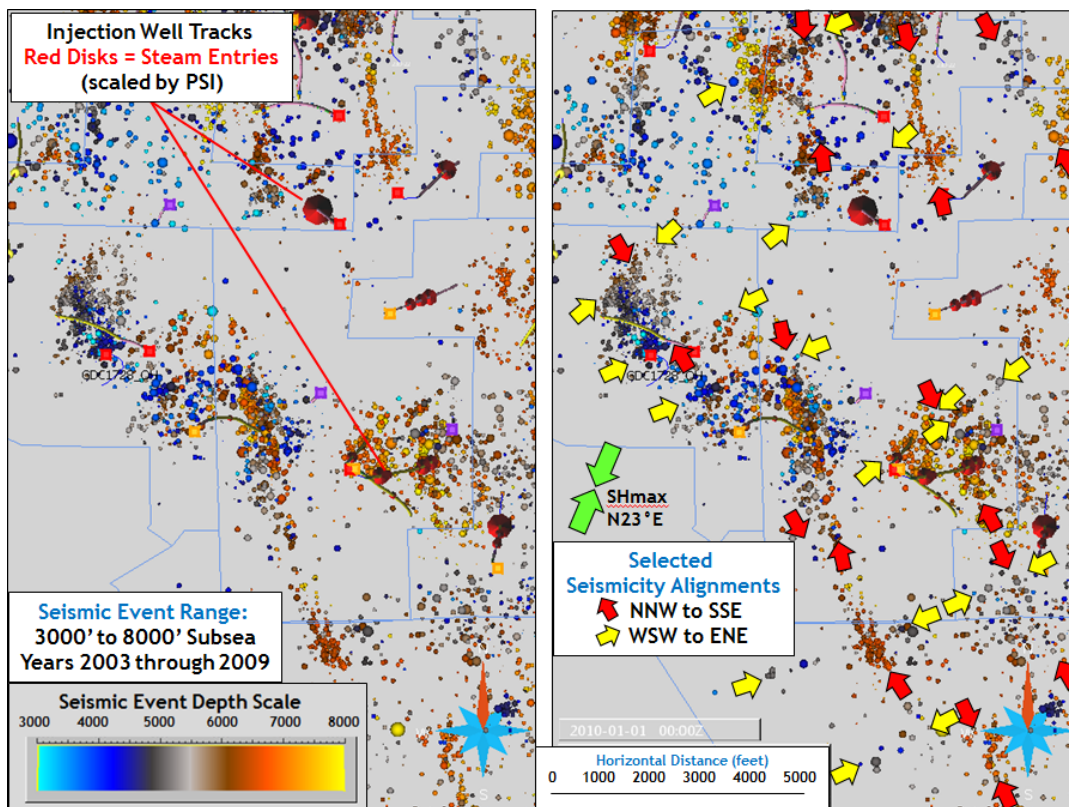 Injection Well Tracks
Red Disks = Steam Entries
(scaled by PSI)
Seismic Event Range:
3000' to 8000' Subsea
Years 2003 through 2009
Seismic Event Depth Scale
3000 4000 5000 6000 7000 8000
S
SHmax
N23°E
Selected
Seismicity Alignments
NNW to SSE
WSW to ENE
2010-01-01 00:00Z
Horizontal Distance (feet)
0 1000 2000 3000 4000 5000
S